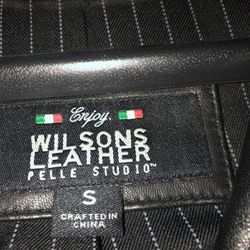 Enjoy.
WILSONS
LEATHER
PELLE STUDIO™
S
CRAFTED IN
CHINA